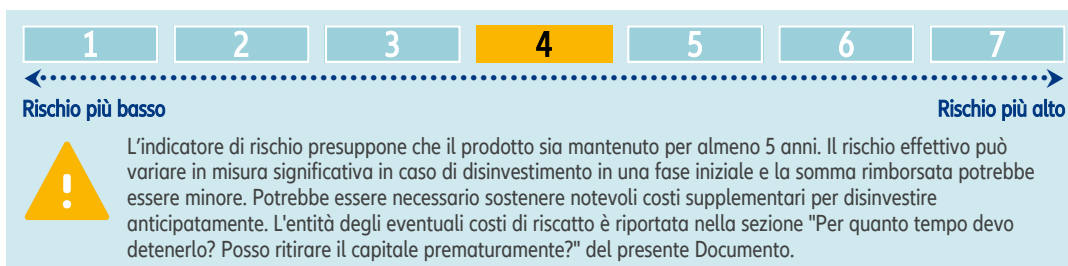 1 2 3 4 5 6 7
Rischio più basso Rischio più alto
L'indicatore di rischio presuppone che il prodotto sia mantenuto per almeno 5 anni. Il rischio effettivo può
variare in misura significativa in caso di disinvestimento in una fase iniziale e la somma rimborsata potrebbe
essere minore. Potrebbe essere necessario sostenere notevoli costi supplementari per disinvestire
anticipatamente. L'entità degli eventuali costi di riscatto è riportata nella sezione "Per quanto tempo devo
detenerlo? Posso ritirare il capitale prematuramente?" del presente Documento.